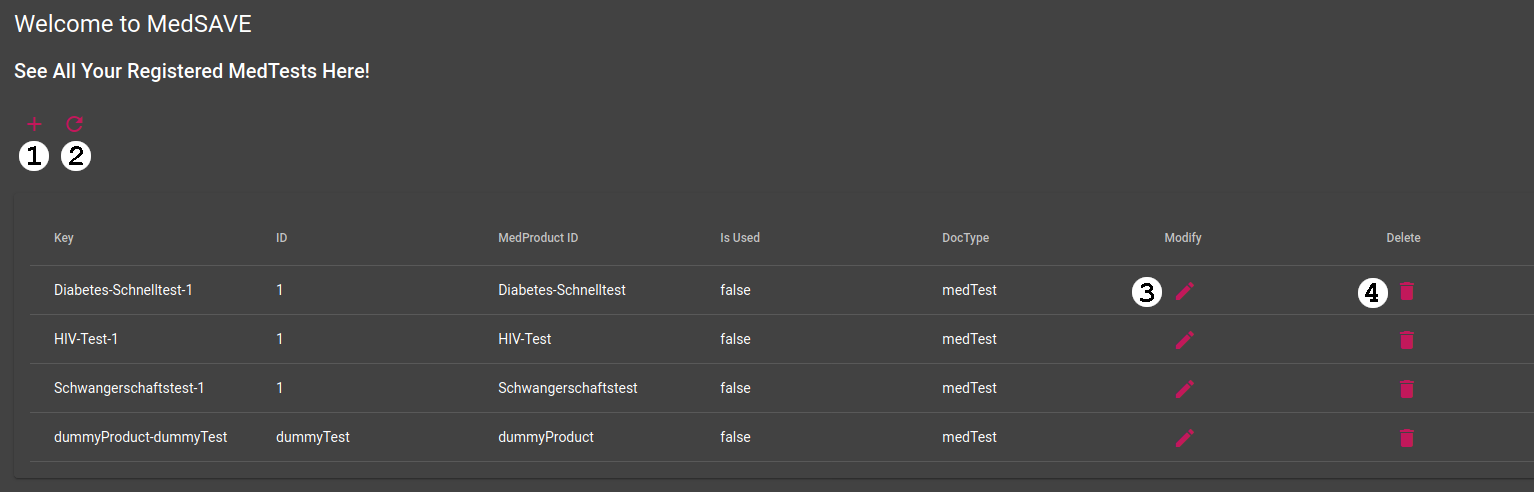 Welcome to MedSAVE
See All Your Registered MedTests Here!
1 2
Key ID MedProduct ID Is Used DocType Modify Delete
Diabetes-Schnelltest-1 1 Diabetes-Schnelltest false medTest 3 4
HIV-Test-1 1 HIV-Test false medTest
Schwangerschaftstest-1 1 Schwangerschaftstest false medTest
dummyProduct-dummyTest dummyTest dummyProduct false medTest